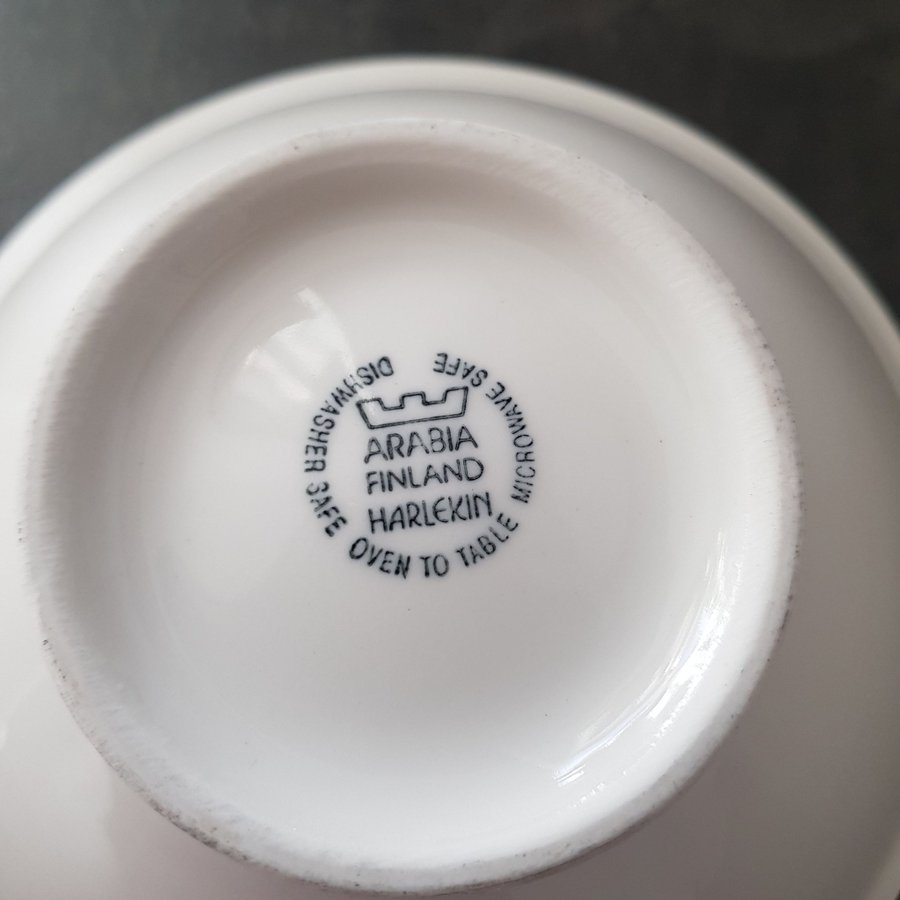 ARABIA
FINLAND
HARLEKIN
DISHWASHER SAFE OVEN TO TABLE MICROWAVE SAFE